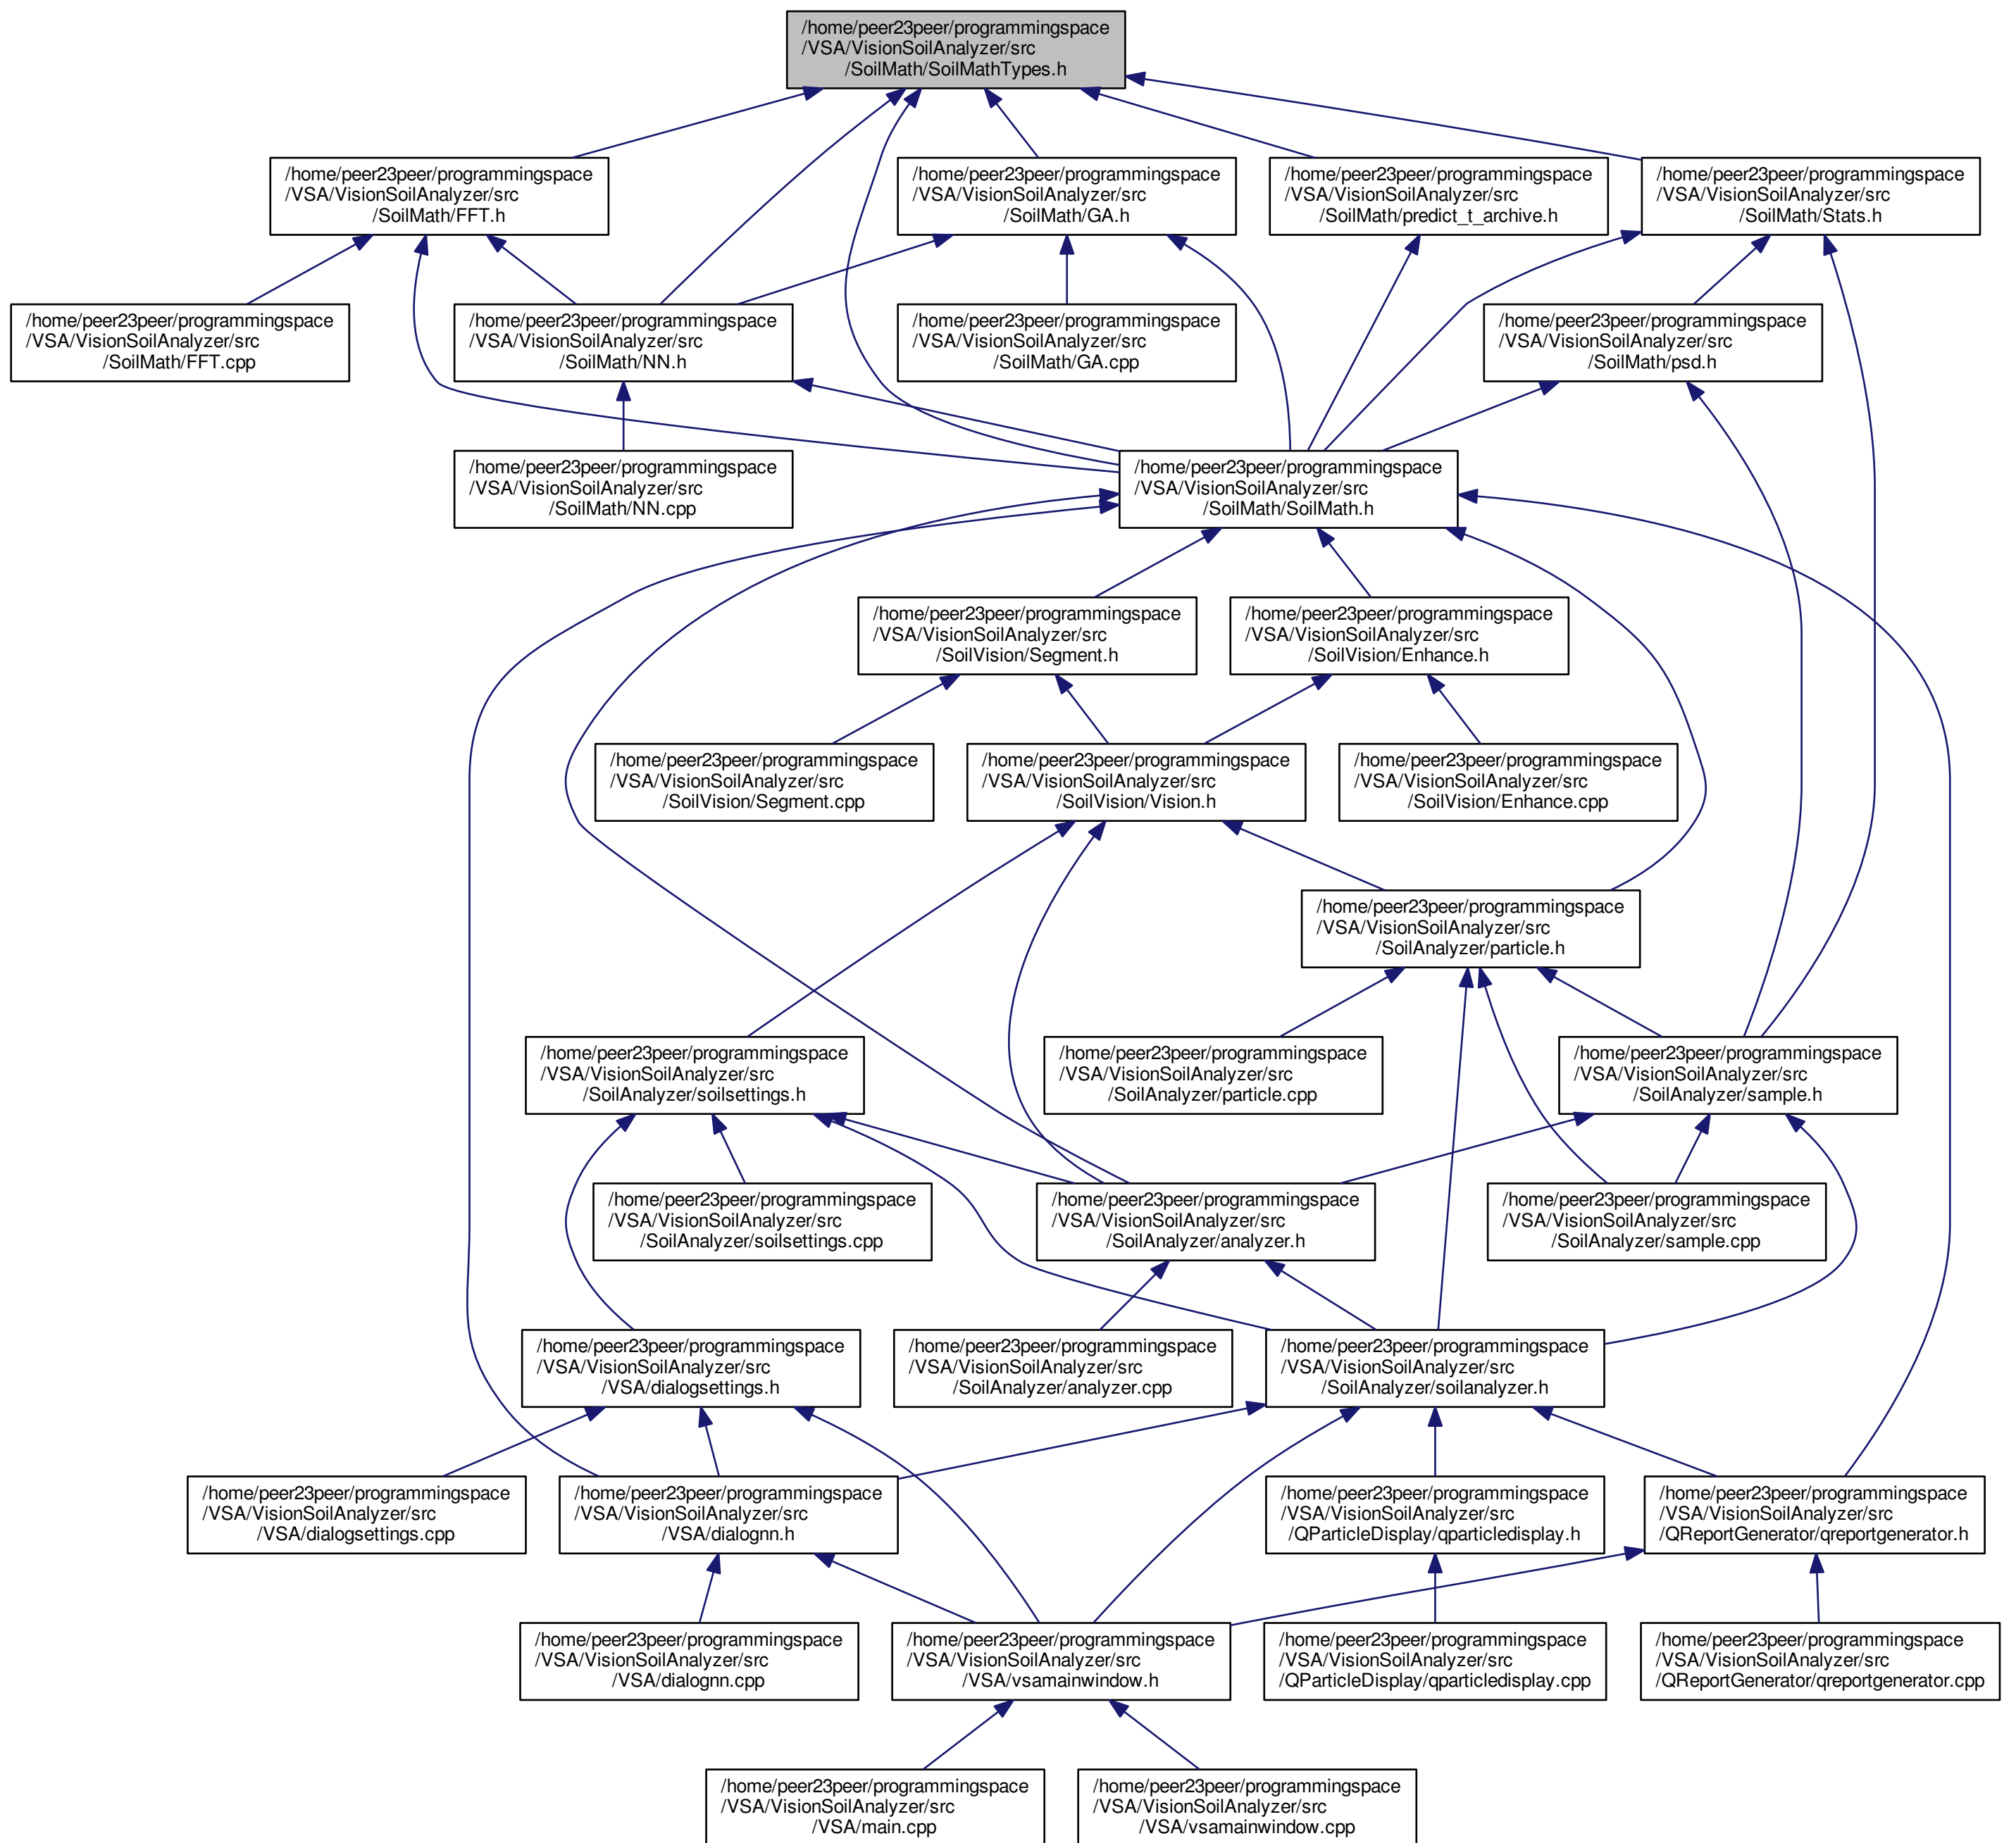 /home/peer23peer/programmingspace
/VSA/VisionSoilAnalyzer/src
/SoilMath/SoilMathTypes.h
/home/peer23peer/programmingspace
/VSA/VisionSoilAnalyzer/src
/SoilMath/FFT.h
/home/peer23peer/programmingspace
/VSA/VisionSoilAnalyzer/src
/SoilMath/GA.h
/home/peer23peer/programmingspace
/VSA/VisionSoilAnalyzer/src
/SoilMath/predict_t_archive.h
/home/peer23peer/programmingspace
/VSA/VisionSoilAnalyzer/src
/SoilMath/Stats.h
/home/peer23peer/programmingspace
/VSA/VisionSoilAnalyzer/src
/SoilMath/FFT.cpp
/home/peer23peer/programmingspace
/VSA/VisionSoilAnalyzer/src
/SoilMath/NN.h
/home/peer23peer/programmingspace
/VSA/VisionSoilAnalyzer/src
/SoilMath/GA.cpp
/home/peer23peer/programmingspace
/VSA/VisionSoilAnalyzer/src
/SoilMath/psd.h
/home/peer23peer/programmingspace
/VSA/VisionSoilAnalyzer/src
/SoilMath/NN.cpp
/home/peer23peer/programmingspace
/VSA/VisionSoilAnalyzer/src
/SoilMath/SoilMath.h
/home/peer23peer/programmingspace
/VSA/VisionSoilAnalyzer/src
/SoilVision/Segment.h
/home/peer23peer/programmingspace
/VSA/VisionSoilAnalyzer/src
/SoilVision/Enhance.h
/home/peer23peer/programmingspace
/VSA/VisionSoilAnalyzer/src
/SoilVision/Segment.cpp
/home/peer23peer/programmingspace
/VSA/VisionSoilAnalyzer/src
/SoilVision/Vision.h
/home/peer23peer/programmingspace
/VSA/VisionSoilAnalyzer/src
/SoilVision/Enhance.cpp
/home/peer23peer/programmingspace
/VSA/VisionSoilAnalyzer/src
/SoilAnalyzer/particle.h
/home/peer23peer/programmingspace
/VSA/VisionSoilAnalyzer/src
/SoilAnalyzer/soilsettings.h
/home/peer23peer/programmingspace
/VSA/VisionSoilAnalyzer/src
/SoilAnalyzer/particle.cpp
/home/peer23peer/programmingspace
/VSA/VisionSoilAnalyzer/src
/SoilAnalyzer/sample.h
/home/peer23peer/programmingspace
/VSA/VisionSoilAnalyzer/src
/SoilAnalyzer/soilsettings.cpp
/home/peer23peer/programmingspace
/VSA/VisionSoilAnalyzer/src
/SoilAnalyzer/analyzer.h
/home/peer23peer/programmingspace
/VSA/VisionSoilAnalyzer/src
/SoilAnalyzer/sample.cpp
/home/peer23peer/programmingspace
/VSA/VisionSoilAnalyzer/src
/VSA/dialogsettings.h
/home/peer23peer/programmingspace
/VSA/VisionSoilAnalyzer/src
/SoilAnalyzer/analyzer.cpp
/home/peer23peer/programmingspace
/VSA/VisionSoilAnalyzer/src
/SoilAnalyzer/soilanalyzer.h
/home/peer23peer/programmingspace
/VSA/VisionSoilAnalyzer/src
/VSA/dialogsettings.cpp
/home/peer23peer/programmingspace
/VSA/VisionSoilAnalyzer/src
/VSA/dialognn.h
/home/peer23peer/programmingspace
/VSA/VisionSoilAnalyzer/src
/QParticleDisplay/qparticledisplay.h
/home/peer23peer/programmingspace
/VSA/VisionSoilAnalyzer/src
/QReportGenerator/qreportgenerator.h
/home/peer23peer/programmingspace
/VSA/VisionSoilAnalyzer/src
/VSA/dialognn.cpp
/home/peer23peer/programmingspace
/VSA/VisionSoilAnalyzer/src
/VSA/vsamainwindow.h
/home/peer23peer/programmingspace
/VSA/VisionSoilAnalyzer/src
/QParticleDisplay/qparticledisplay.cpp
/home/peer23peer/programmingspace
/VSA/VisionSoilAnalyzer/src
/QReportGenerator/qreportgenerator.cpp
/home/peer23peer/programmingspace
/VSA/VisionSoilAnalyzer/src
/VSA/main.cpp
/home/peer23peer/programmingspace
/VSA/VisionSoilAnalyzer/src
/VSA/vsamainwindow.cpp